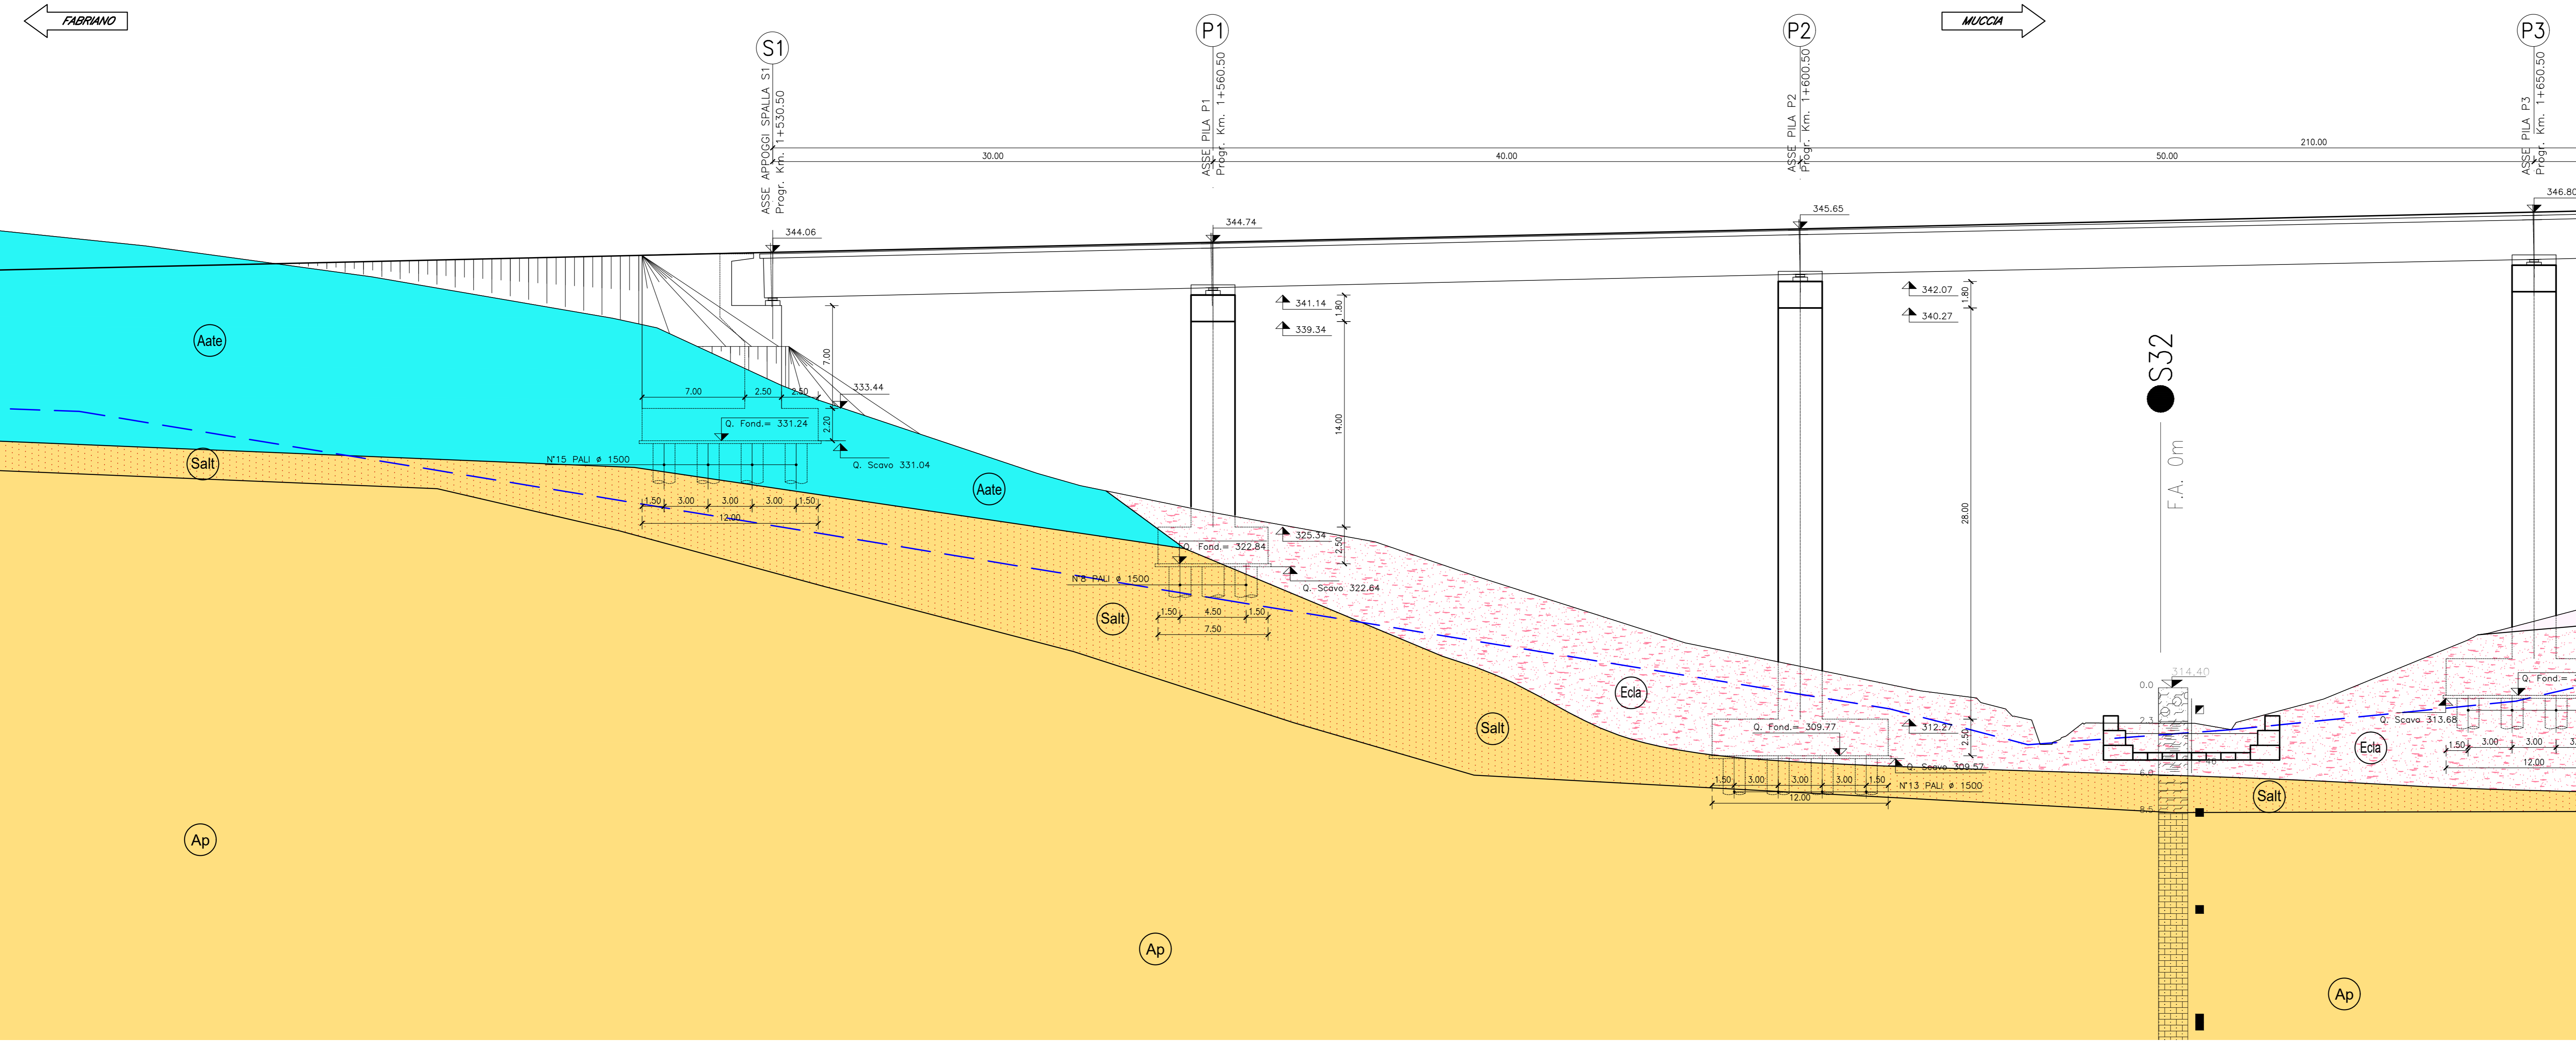 FABRIANO
MUCCIA
S1
P1
P2
P3
ASSE APPOGGI SPALLA S1
Progr. Km. 1+530.50
ASSE PILA P1
Progr. Km. 1+560.50
ASSE PILA P2
Progr. Km. 1+600.50
ASSE PILA P3
Progr. Km. 1+650.50
210.00
30.00
40.00
50.00
344.06
344.74
345.65
346.80
341.14
339.34
1.80
342.07
340.27
1.80
Aate
7.00
S32
F.A. 0m
7.00
2.50
2.50
333.44
2.20
Q. Fond.= 331.24
Q. Scavo 331.04
N°15 PALI ø 1500
Salt
1.50
3.00
3.00
3.00
1.50
12.00
Aate
14.00
28.00
325.34
2.50
Q. Fond.= 322.84
Q. Scavo 322.64
N°8 PALI ø 1500
1.50
4.50
1.50
7.50
Salt
Ecla
Salt
314.40
0.0
2.3
6.0
8.5
312.27
2.50
Q. Fond.= 309.77
Q. Scavo 309.57
N°13 PALI ø 1500
1.50
3.00
3.00
3.00
1.50
12.00
Q. Fond.=
Q. Scavo 313.68
Ecla
1.50
3.00
3.00
12.00
Salt
Ap
Ap
Ap